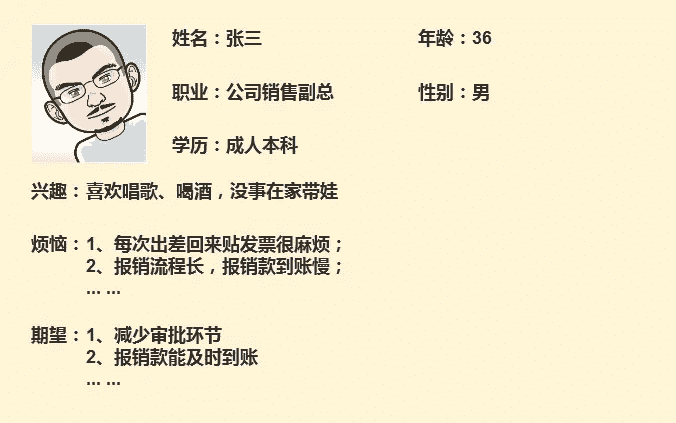 姓名：张三 年龄：36
职业：公司销售副总 性别：男
学历：成人本科
兴趣：喜欢唱歌、喝酒，没事在家带娃
烦恼：1、每次出差回来贴发票很麻烦；
2、报销流程长，报销款到账慢；
... ...
期望：1、减少审批环节
2、报销款能及时到账
... ...